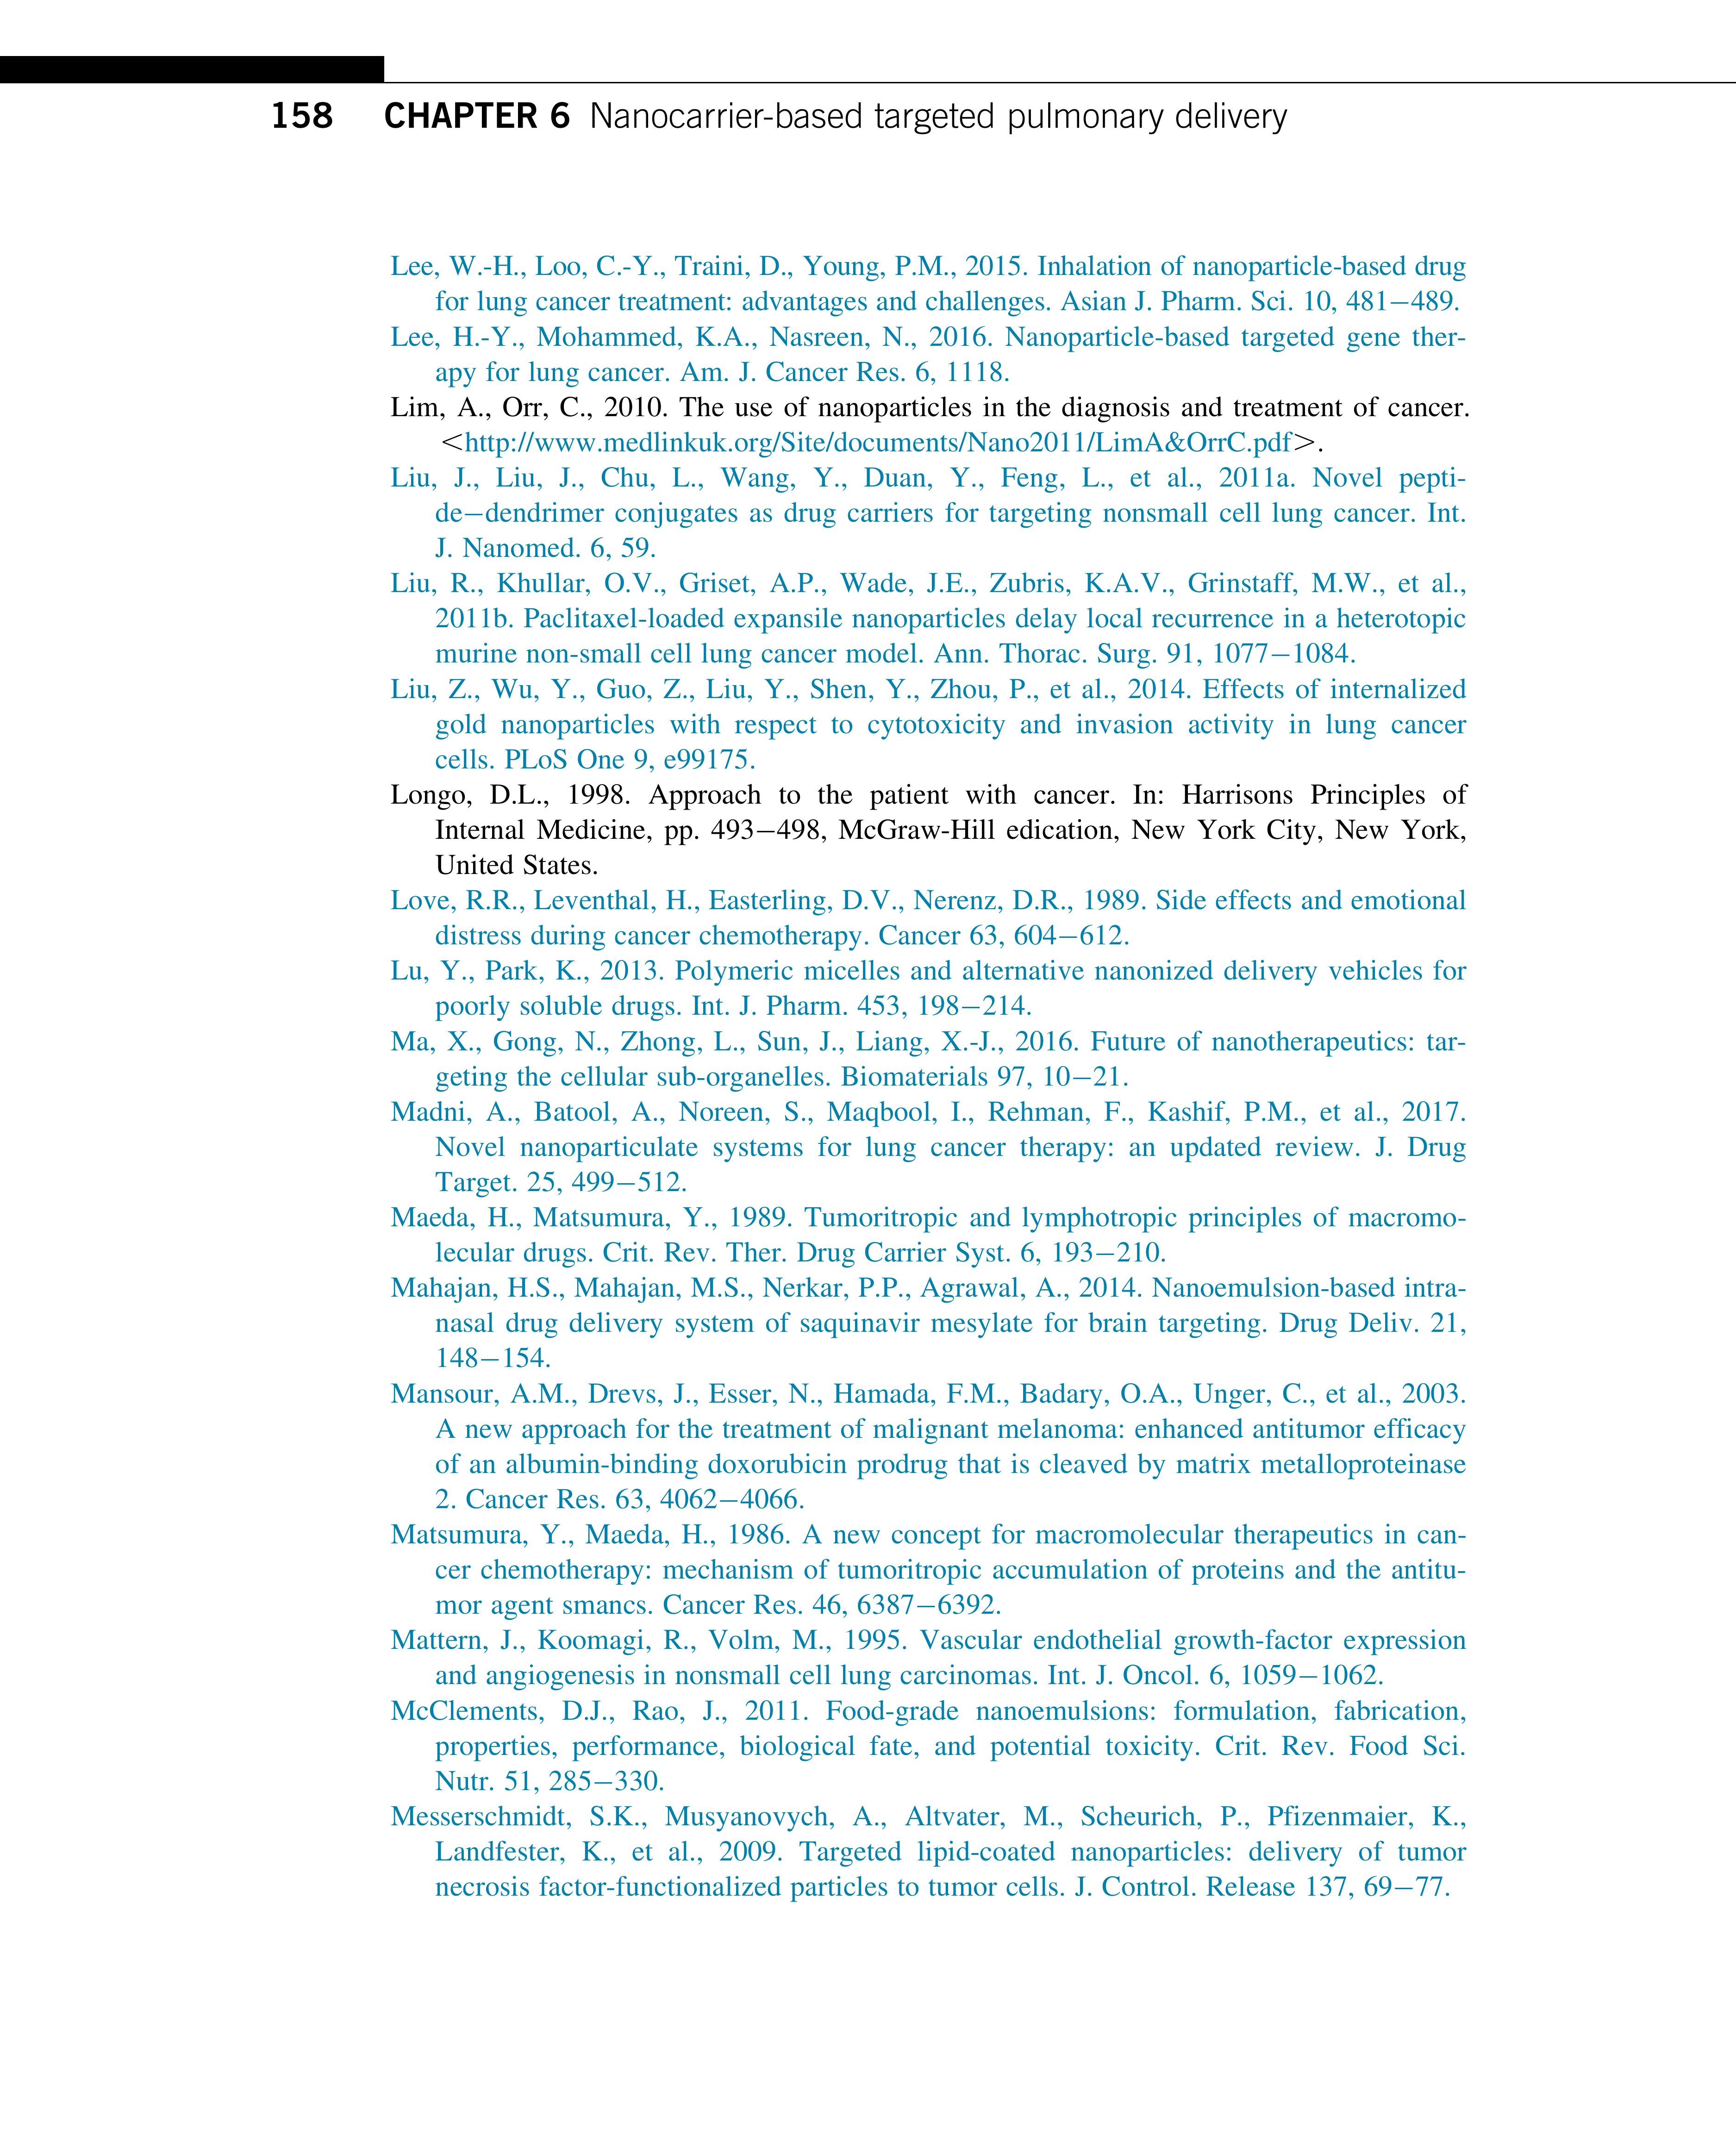 158 CHAPTER 6 Nanocarrier-based targeted pulmonary delivery
Lee, W.-H., Loo, C.-Y., Traini, D., Young, P.M., 2015. Inhalation of nanoparticle-based drug
for lung cancer treatment: advantages and challenges. Asian J. Pharm. Sci. 10, 481−489.
Lee, H.-Y., Mohammed, K.A., Nasreen, N., 2016. Nanoparticle-based targeted gene ther-
apy for lung cancer. Am. J. Cancer Res. 6, 1118.
Lim, A., Orr, C., 2010. The use of nanoparticles in the diagnosis and treatment of cancer.
<http://www.medlinkuk.org/Site/documents/Nano2011/LimA&OrrC.pdf>.
Liu, J., Liu, J., Chu, L., Wang, Y., Duan, Y., Feng, L., et al., 2011a. Novel pepti-
de−dendrimer conjugates as drug carriers for targeting nonsmall cell lung cancer. Int.
J. Nanomed. 6, 59.
Liu, R., Khullar, O.V., Griset, A.P., Wade, J.E., Zubris, K.A.V., Grinstaff, M.W., et al.,
2011b. Paclitaxel-loaded expansile nanoparticles delay local recurrence in a heterotopic
murine non-small cell lung cancer model. Ann. Thorac. Surg. 91, 1077−1084.
Liu, Z., Wu, Y., Guo, Z., Liu, Y., Shen, Y., Zhou, P., et al., 2014. Effects of internalized
gold nanoparticles with respect to cytotoxicity and invasion activity in lung cancer
cells. PLoS One 9, e99175.
Longo, D.L., 1998. Approach to the patient with cancer. In: Harrisons Principles of
Internal Medicine, pp. 493−498, McGraw-Hill edication, New York City, New York,
United States.
Love, R.R., Leventhal, H., Easterling, D.V., Nerenz, D.R., 1989. Side effects and emotional
distress during cancer chemotherapy. Cancer 63, 604−612.
Lu, Y., Park, K., 2013. Polymeric micelles and alternative nanonized delivery vehicles for
poorly soluble drugs. Int. J. Pharm. 453, 198−214.
Ma, X., Gong, N., Zhong, L., Sun, J., Liang, X.-J., 2016. Future of nanotherapeutics: tar-
geting the cellular sub-organelles. Biomaterials 97, 10−21.
Madni, A., Batool, A., Noreen, S., Maqbool, I., Rehman, F., Kashif, P.M., et al., 2017.
Novel nanoparticulate systems for lung cancer therapy: an updated review. J. Drug
Target. 25, 499−512.
Maeda, H., Matsumura, Y., 1989. Tumoritropic and lymphotropic principles of macromo-
lecular drugs. Crit. Rev. Ther. Drug Carrier Syst. 6, 193−210.
Mahajan, H.S., Mahajan, M.S., Nerkar, P.P., Agrawal, A., 2014. Nanoemulsion-based intra-
nasal drug delivery system of saquinavir mesylate for brain targeting. Drug Deliv. 21,
148−154.
Mansour, A.M., Drevs, J., Esser, N., Hamada, F.M., Badary, O.A., Unger, C., et al., 2003.
A new approach for the treatment of malignant melanoma: enhanced antitumor efficacy
of an albumin-binding doxorubicin prodrug that is cleaved by matrix metalloproteinase
2. Cancer Res. 63, 4062−4066.
Matsumura, Y., Maeda, H., 1986. A new concept for macromolecular therapeutics in can-
cer chemotherapy: mechanism of tumoritropic accumulation of proteins and the antitu-
mor agent smancs. Cancer Res. 46, 6387−6392.
Mattern, J., Koomagi, R., Volm, M., 1995. Vascular endothelial growth-factor expression
and angiogenesis in nonsmall cell lung carcinomas. Int. J. Oncol. 6, 1059−1062.
McClements, D.J., Rao, J., 2011. Food-grade nanoemulsions: formulation, fabrication,
properties, performance, biological fate, and potential toxicity. Crit. Rev. Food Sci.
Nutr. 51, 285−330.
Messerschmidt, S.K., Musyanovych, A., Altvater, M., Scheurich, P., Pfizenmaier, K.,
Landfester, K., et al., 2009. Targeted lipid-coated nanoparticles: delivery of tumor
necrosis factor-functionalized particles to tumor cells. J. Control. Release 137, 69−77.